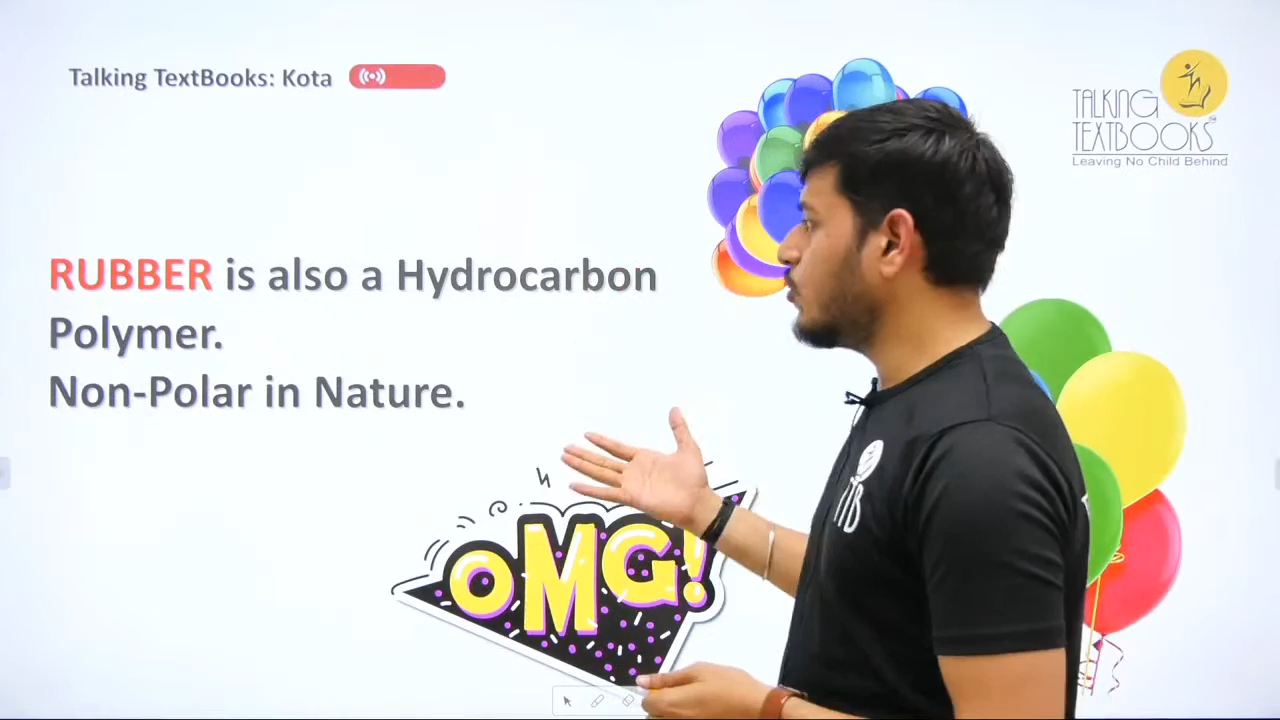 Talking TextBooks: Kota
TALKING
TEXTBOOKS
Leaving No Child Behind
RUBBER is also a Hydrocarbon
Polymer.
Non-Polar in Nature.
OMG!
TTB